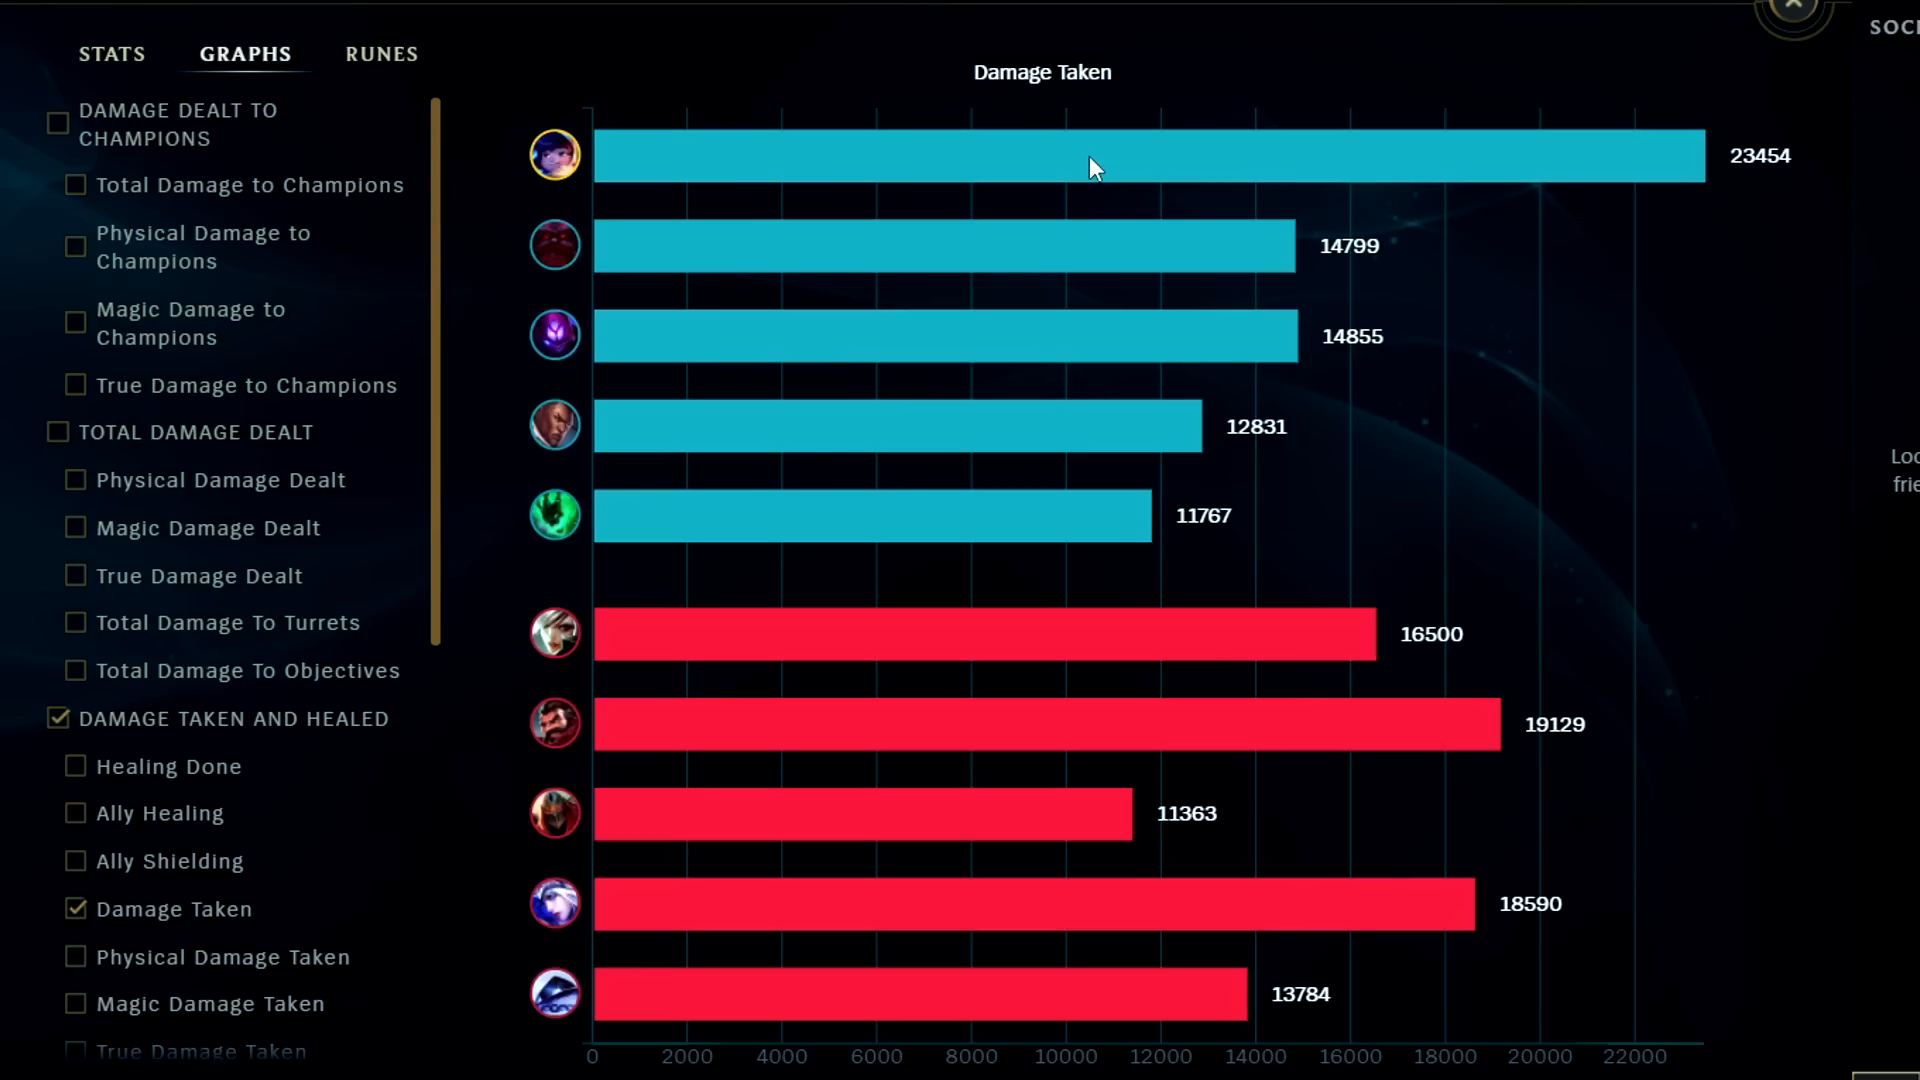 STATS
GRAPHS
RUNES
SOCI
DAMAGE DEALT TO
CHAMPIONS
Total Damage to Champions
Physical Damage to
Champions
Magic Damage to
Champions
True Damage to Champions
TOTAL DAMAGE DEALT
Physical Damage Dealt
Magic Damage Dealt
True Damage Dealt
Total Damage To Turrets
Total Damage To Objectives
DAMAGE TAKEN AND HEALED
Healing Done
Ally Healing
Ally Shielding
Damage Taken
Physical Damage Taken
Magic Damage Taken
True Damage Taken
Damage Taken
23454
14799
14855
12831
11767
16500
19129
11363
18590
13784
0 2000 4000 6000 8000 10000 12000 14000 16000 18000 20000 22000
Loo
frie